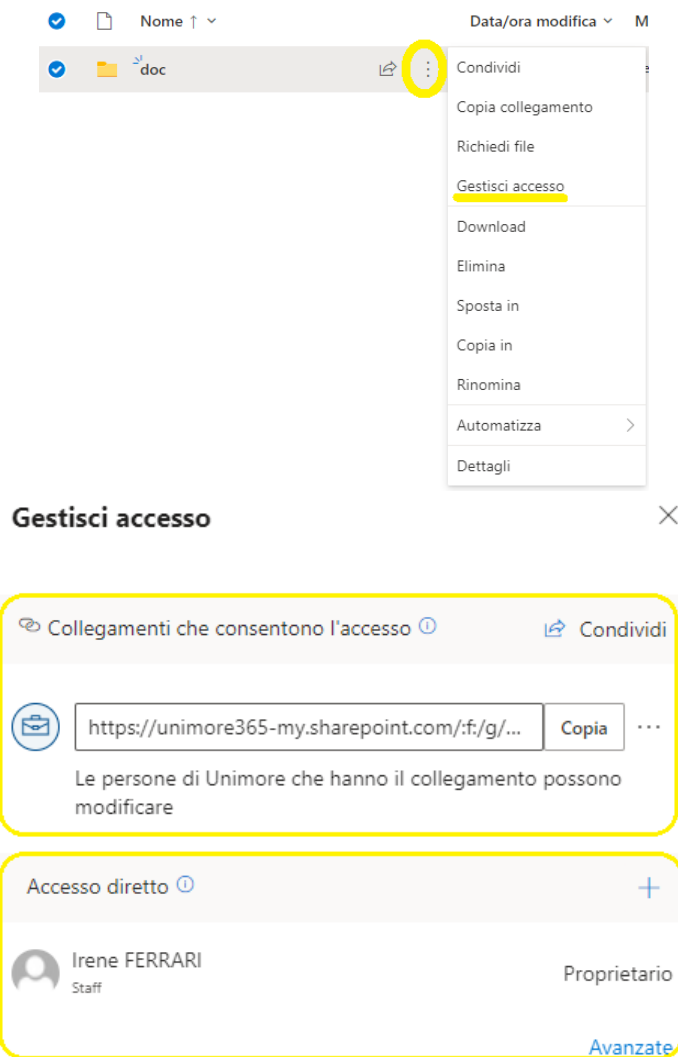 Nome ↑ Data/ora modifica M
doc
Condividi
Copia collegamento
Richiedi file
Gestisci accesso
Download
Elimina
Sposta in
Copia in
Rinomina
Automatizza
Dettagli
Gestisci accesso
Collegamenti che consentono l'accesso Condividi
https://unimore365-my.sharepoint.com/:f:/g/... Copia ...
Le persone di Unimore che hanno il collegamento possono
modificare
Accesso diretto
Irene FERRARI
Staff
Proprietario
Avanzate